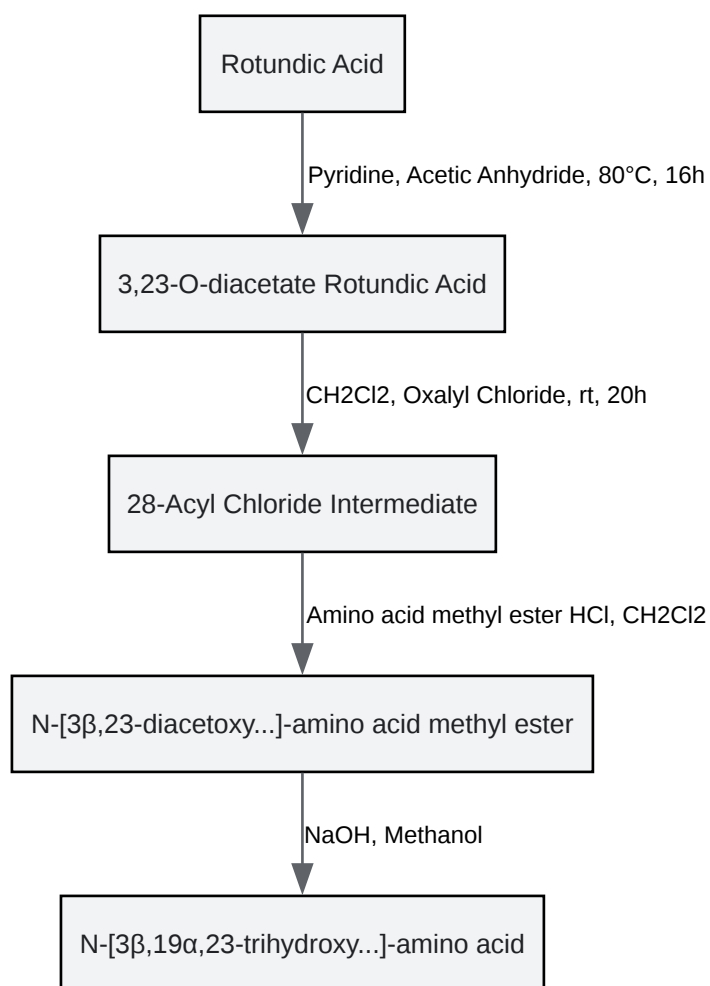 Rotundic Acid
Pyridine, Acetic Anhydride, 80°C, 16h
3,23-O-diacetate Rotundic Acid
CH2Cl2, Oxalyl Chloride, rt, 20h
28-Acyl Chloride Intermediate
Amino acid methyl ester HCl, CH2Cl2
N-[3β,23-diacetoxy...]-amino acid methyl ester
NaOH, Methanol
N-[3β,19α,23-trihydroxy...]-amino acid